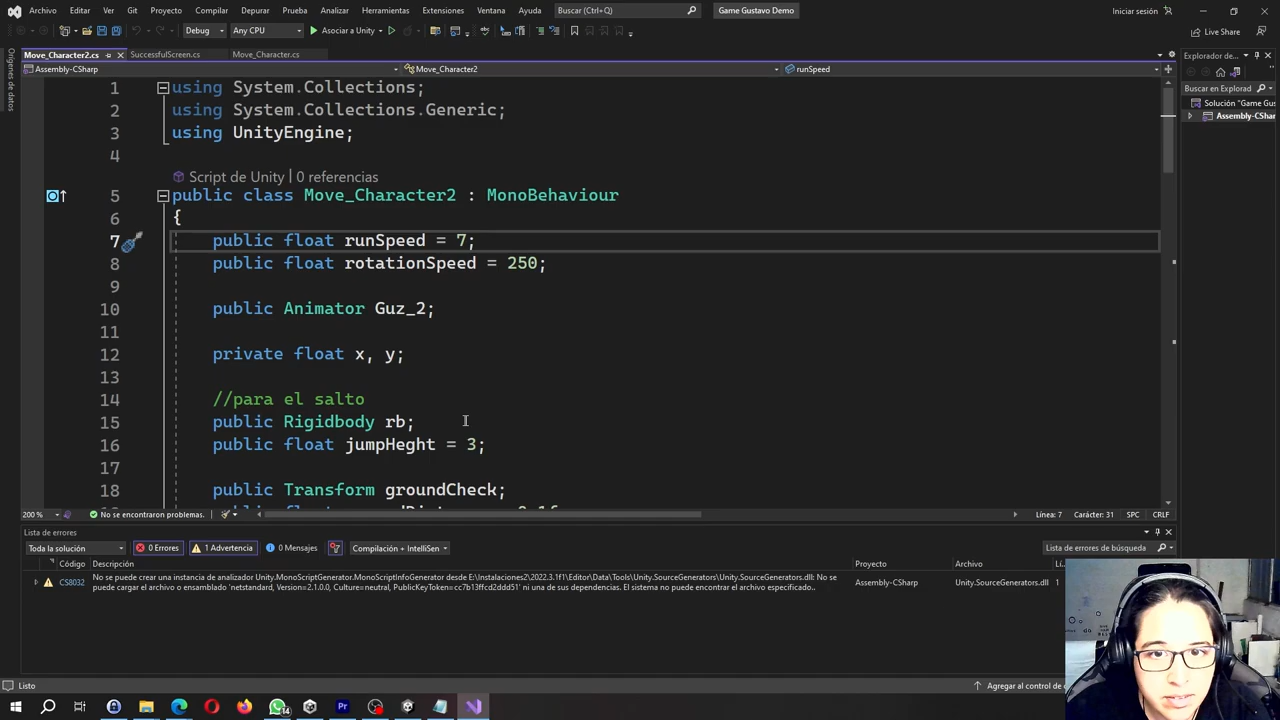 Archivo Editar Ver Git Proyecto Compilar Depurar Prueba Analizar Herramientas Extensiones Ventana Ayuda Buscar (Ctrl+Q) Game Gustavo Demo Iniciar sesión
Debug Any CPU Asociar a Unity Live Share
Move_Character2.cs SuccesfulScreen.cs Move_Character.cs Explorador de...
Assembly-CSharp Move_Character2 runSpeed
Orígenes de datos
Buscar en Explorad
Solución "Game Gus
Assembly-CSharp
1 using System.Collections;
2 using System.Collections.Generic;
3 using UnityEngine;
4
Script de Unity | 0 referencias
5 public class Move_Character2 : MonoBehaviour
6 {
7 public float runSpeed = 7;
8 public float rotationSpeed = 250;
9
10 public Animator Guz_2;
11
12 private float x, y;
13
14 //para el salto
15 public Rigidbody rb;
16 public float jumpHeght = 3;
17
18 public Transform groundCheck;
200 % No se encontraron problemas. Línea: 7 Carácter: 31 SPC CRLF
Lista de errores
Toda la solución 0 Errores 1 Advertencia 0 Mensajes Compilación + IntelliSen Lista de errores de búsqueda
Código Descripción Proyecto Archivo Lí...
CS8032 No se puede crear una instancia de analizador Unity.MonoScriptGenerator.MonoScriptInfoGenerator desde E:\Instalaciones2\2022.3.1f1\Editor\Data\Tools\Unity.SourceGenerators\Unity.SourceGenerators.dll: No se Assembly-CSharp Unity.SourceGenerators.dll 1
puede cargar el archivo o ensamblado 'netstandard, Version=2.1.0.0, Culture=neutral, PublicKeyToken=cc7b13ffcd2ddd51' ni una de sus dependencias. El sistema no puede encontrar el archivo especificado..
Listo Agregar al control de
14